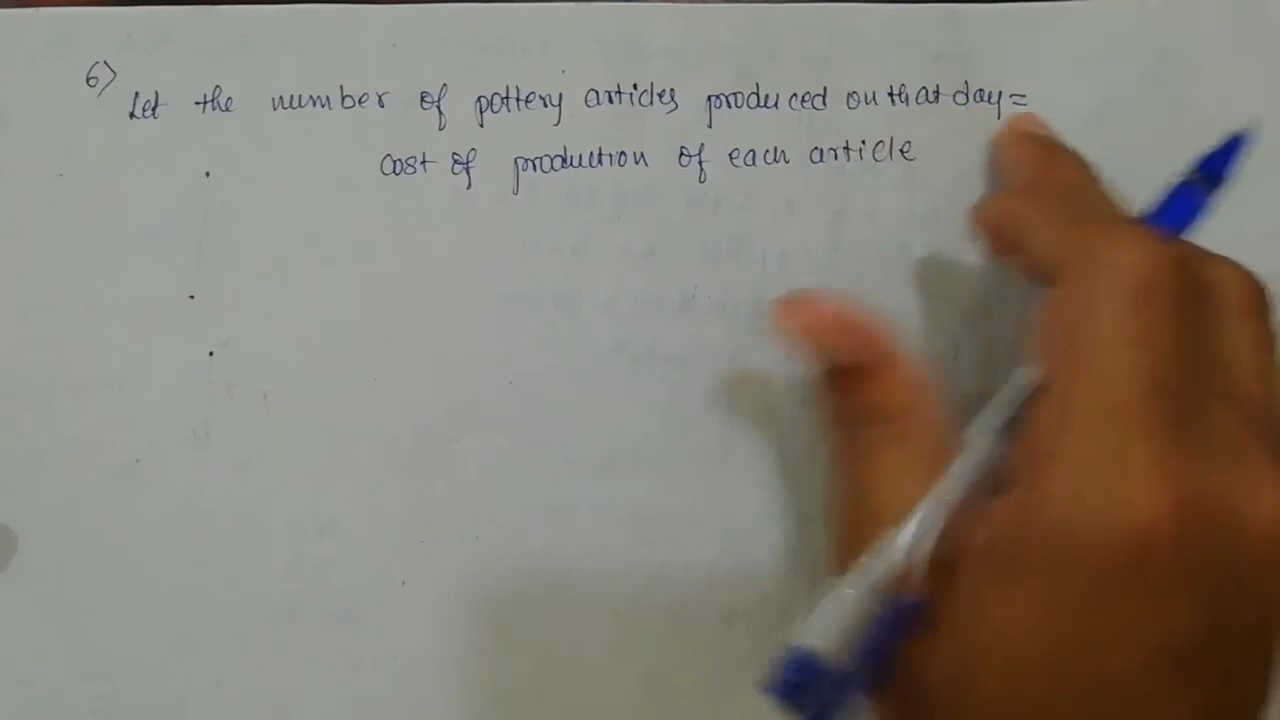 6)
Let the number of pottery articles produced on that day =
cost of production of each article